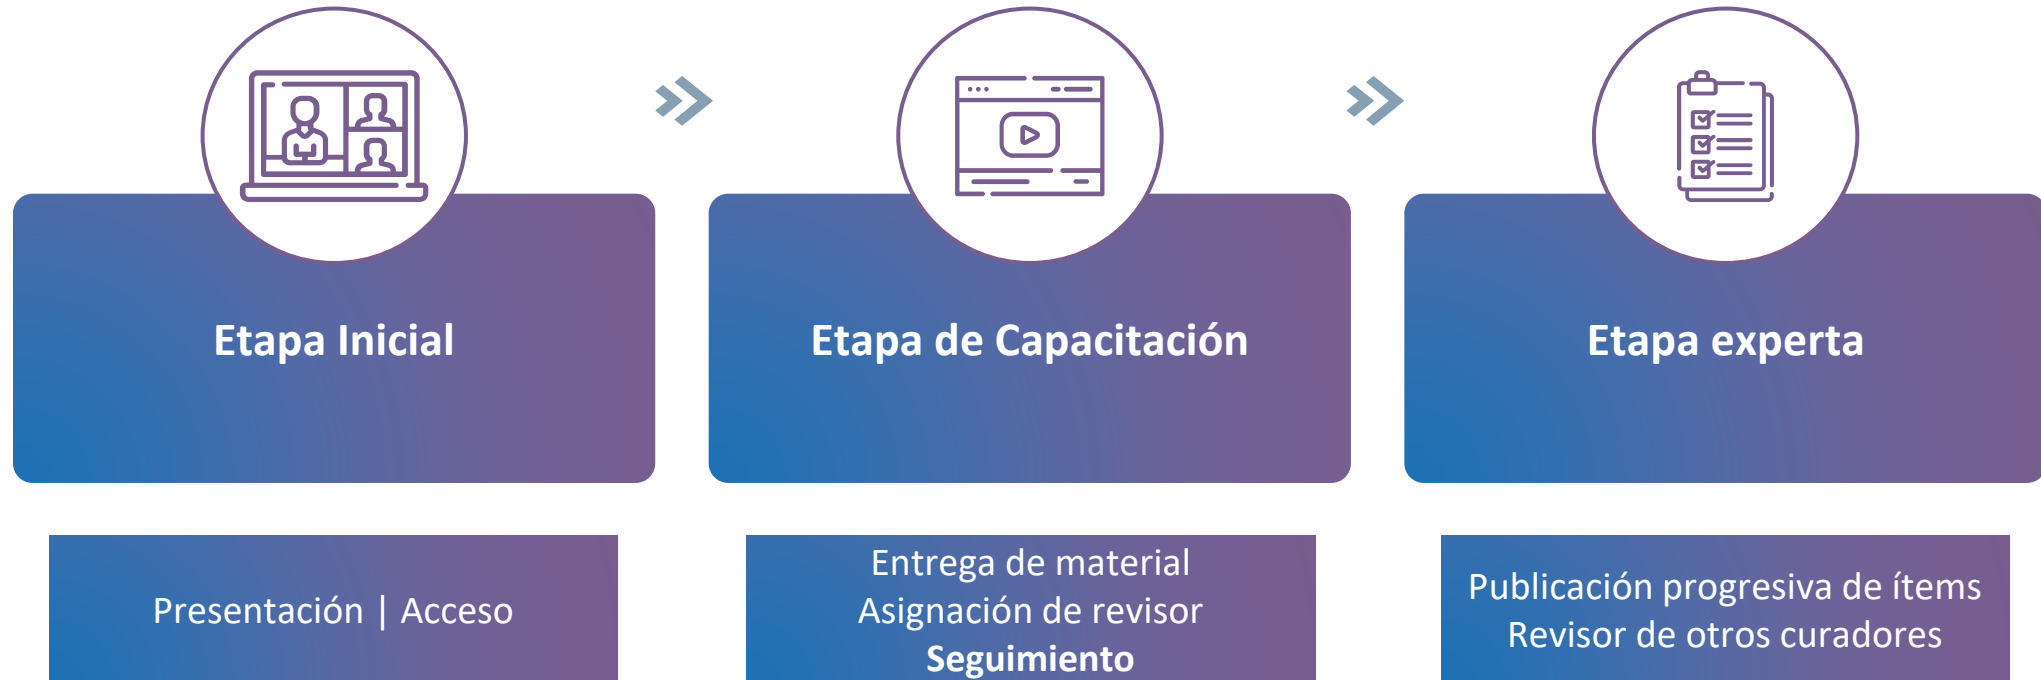 Etapa Inicial
Presentación | Acceso
Etapa de Capacitación
Entrega de material
Asignación de revisor
Seguimiento
Etapa experta
Publicación progresiva de ítems
Revisor de otros curadores